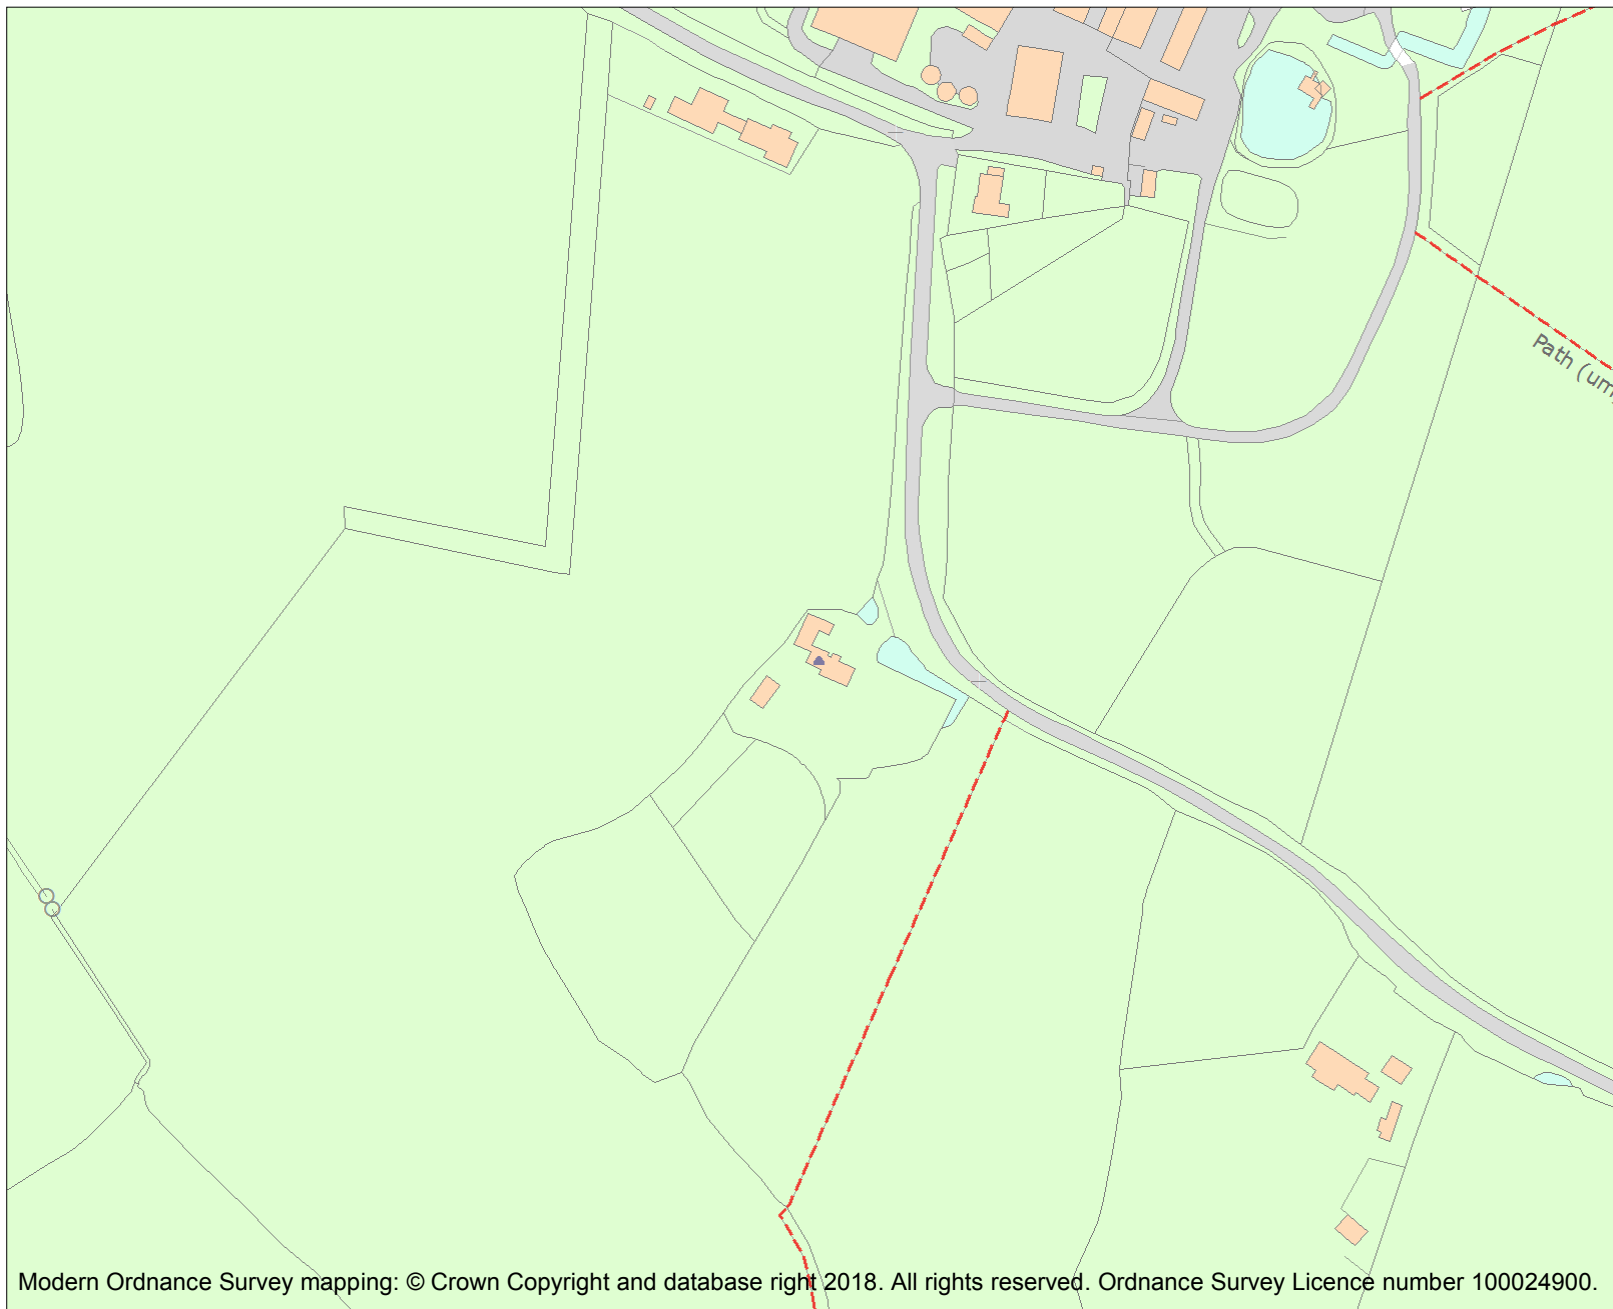 Path (um
Modern Ordnance Survey mapping: © Crown Copyright and database right 2018. All rights reserved. Ordnance Survey Licence number 100024900.